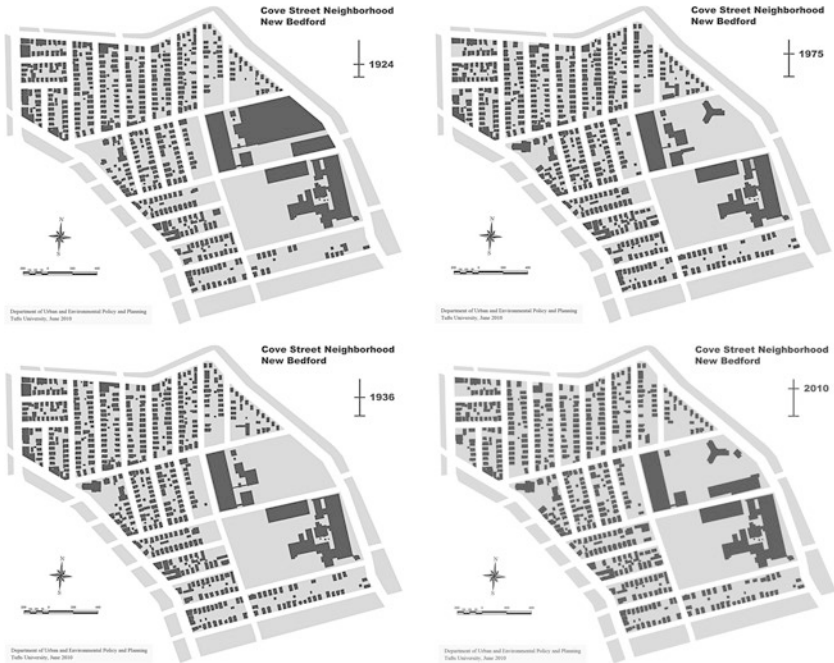 Cove Street Neighborhood
New Bedford
1924
N
Department of Urban and Environmental Policy and Planning
Tufts University, June 2010
Cove Street Neighborhood
New Bedford
1975
N
Department of Urban and Environmental Policy and Planning
Tufts University, June 2010
Cove Street Neighborhood
New Bedford
1936
N
Department of Urban and Environmental Policy and Planning
Tufts University, June 2010
Cove Street Neighborhood
New Bedford
2010
N
Department of Urban and Environmental Policy and Planning
Tufts University, June 2010